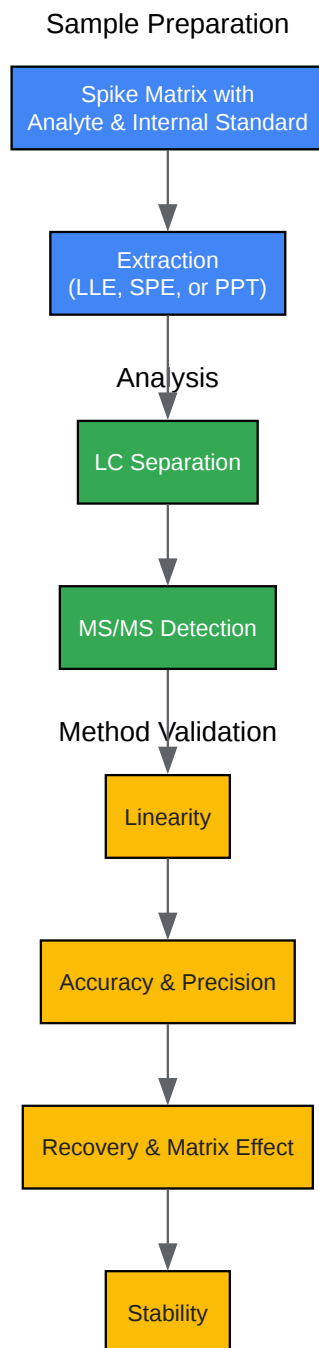 Sample Preparation
Spike Matrix with
Analyte & Internal Standard
Extraction
(LLE, SPE, or PPT)
Analysis
LC Separation
MS/MS Detection
Method Validation
Linearity
Accuracy & Precision
Recovery & Matrix Effect
Stability